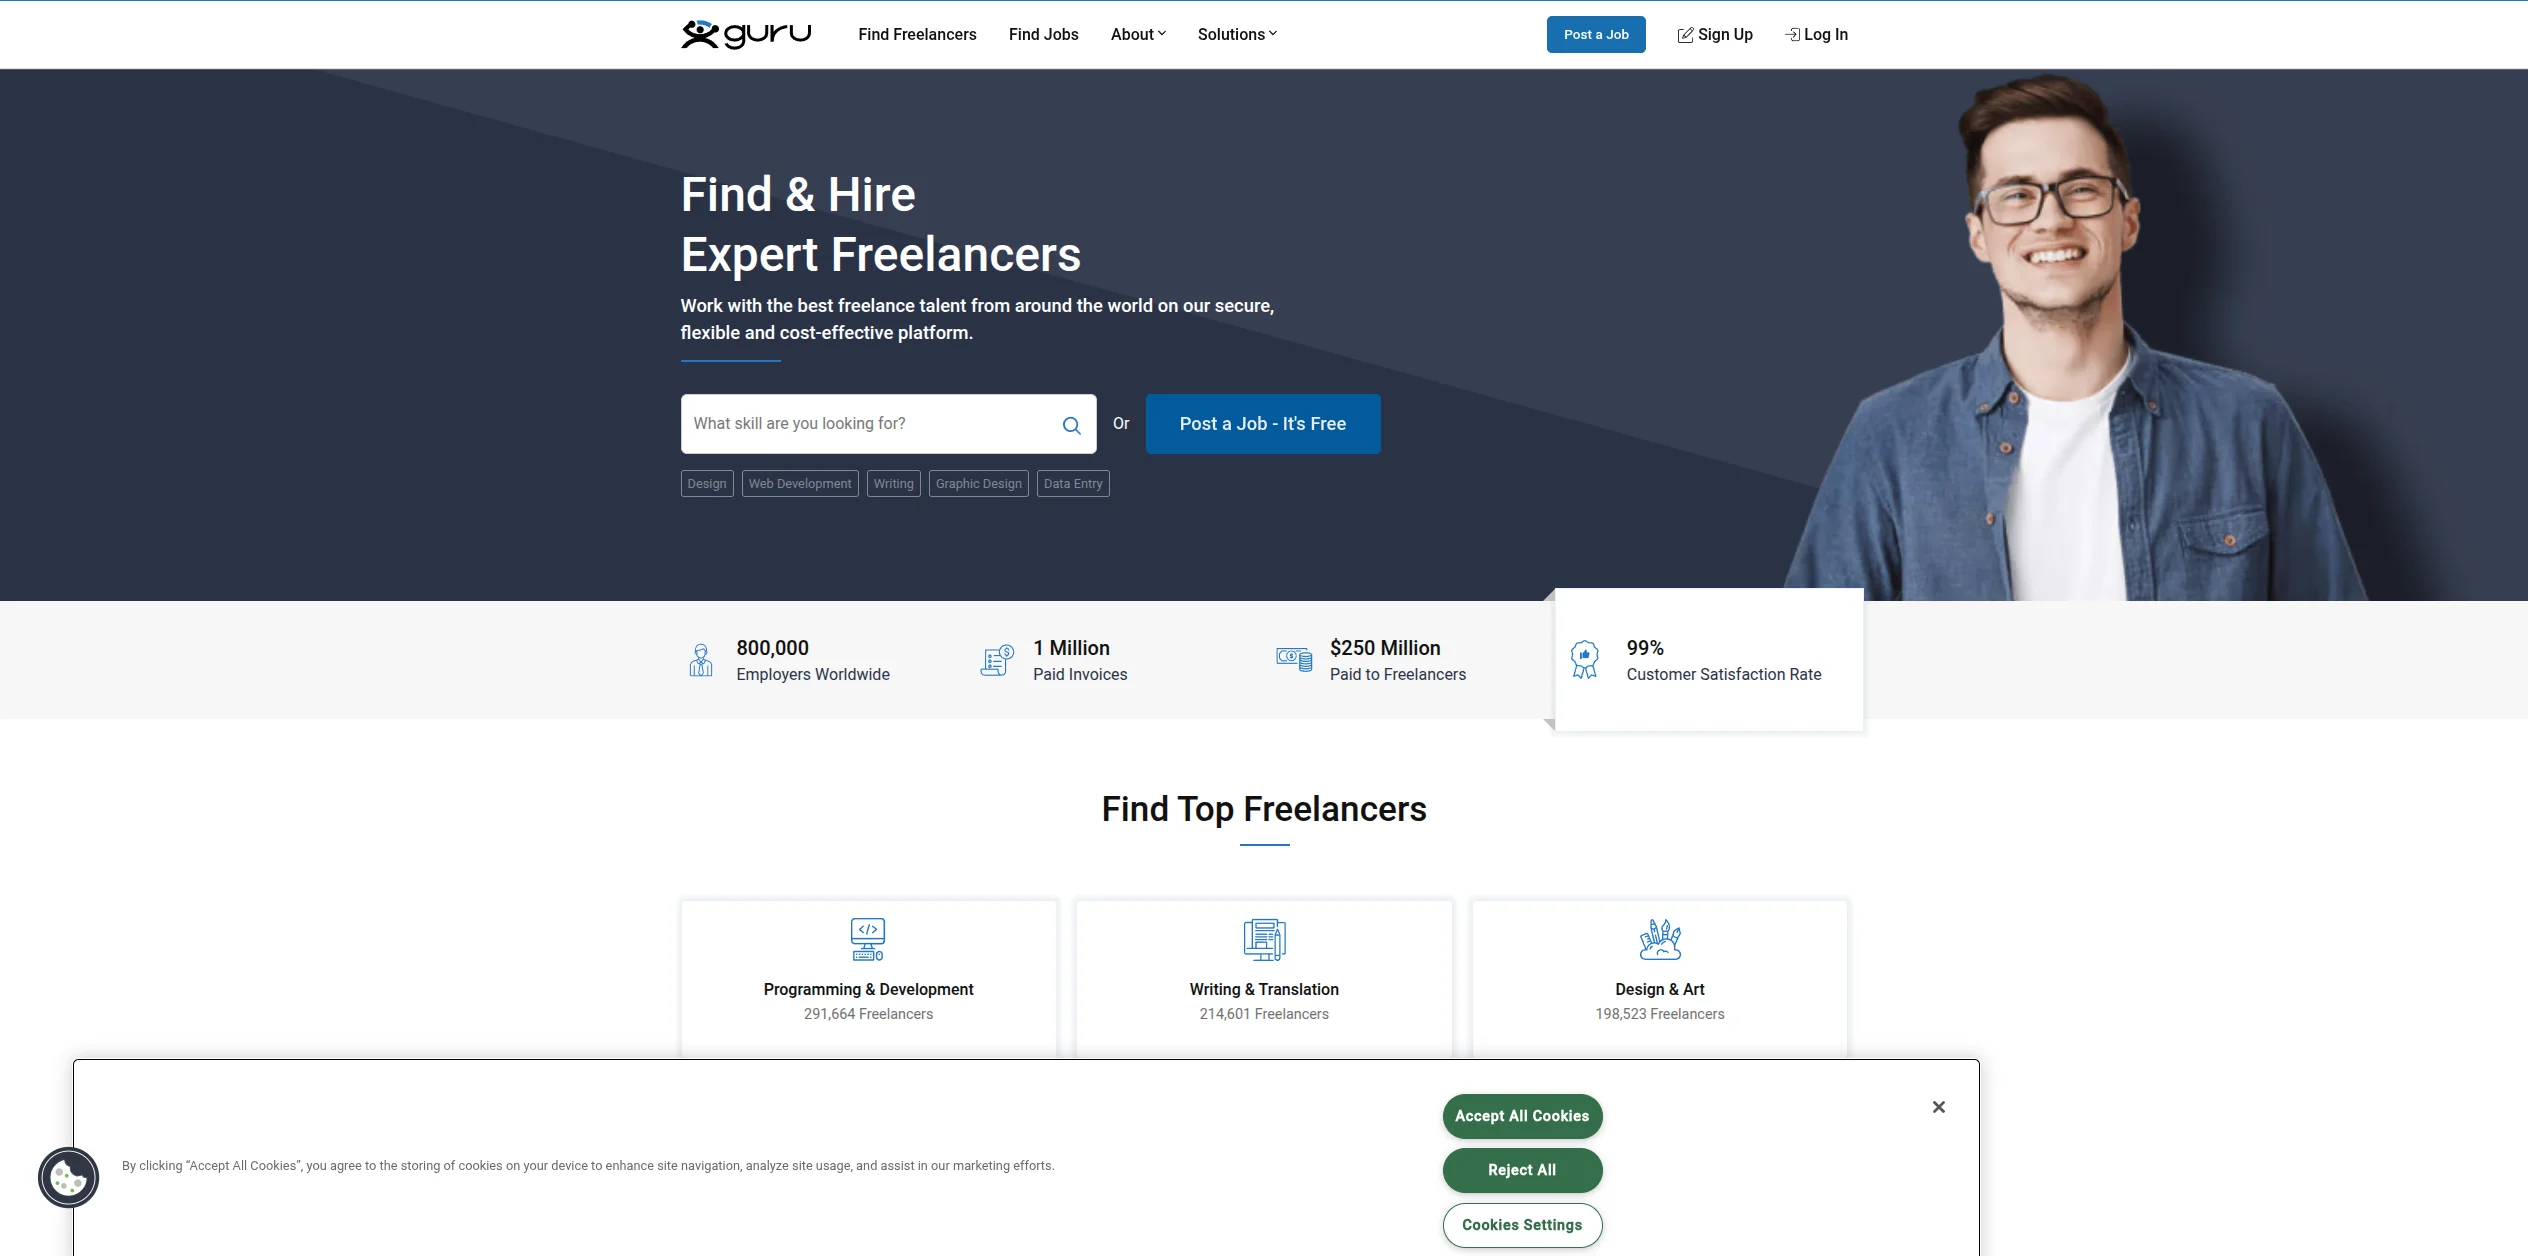 guru
Find Freelancers
Find Jobs
About
Solutions
Post a Job
Sign Up
Log In
Find & Hire
Expert Freelancers
Work with the best freelance talent from around the world on our secure,
flexible and cost-effective platform.
What skill are you looking for?
Or
Post a Job - It's Free
Design
Web Development
Writing
Graphic Design
Data Entry
800,000
Employers Worldwide
1 Million
Paid Invoices
$250 Million
Paid to Freelancers
99%
Customer Satisfaction Rate
Find Top Freelancers
Programming & Development
291,664 Freelancers
Writing & Translation
214,601 Freelancers
Design & Art
198,523 Freelancers
By clicking “Accept All Cookies”, you agree to the storing of cookies on your device to enhance site navigation, analyze site usage, and assist in our marketing efforts.
Accept All Cookies
Reject All
Cookies Settings